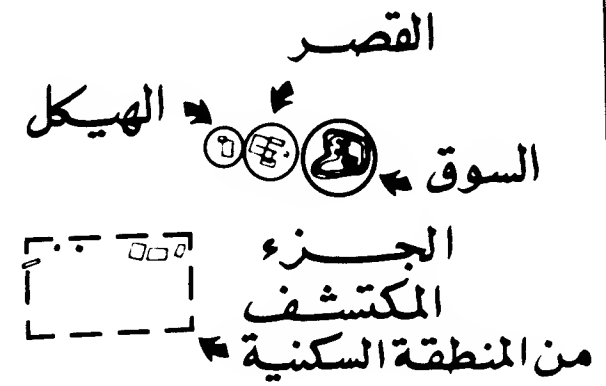 القصر
الهيكل
السوق
الجزء
المكتشف
من المنطقة السكنية